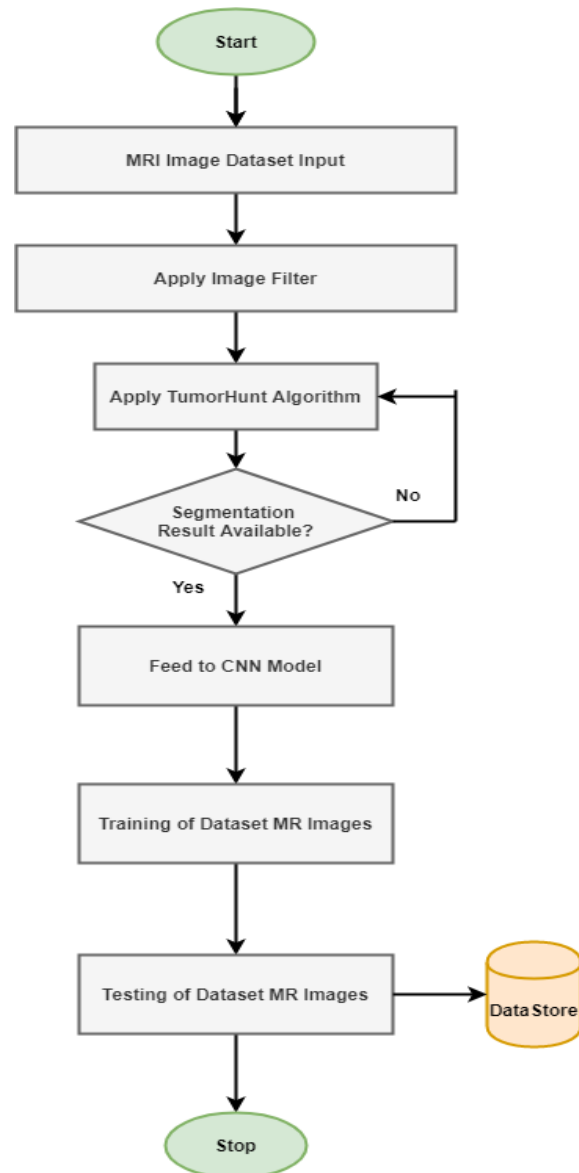 Start
MRI Image Dataset Input
Apply Image Filter
Apply TumorHunt Algorithm
Segmentation
Result Available?
No
Yes
Feed to CNN Model
Training of Dataset MR Images
Testing of Dataset MR Images
Data Store
Stop